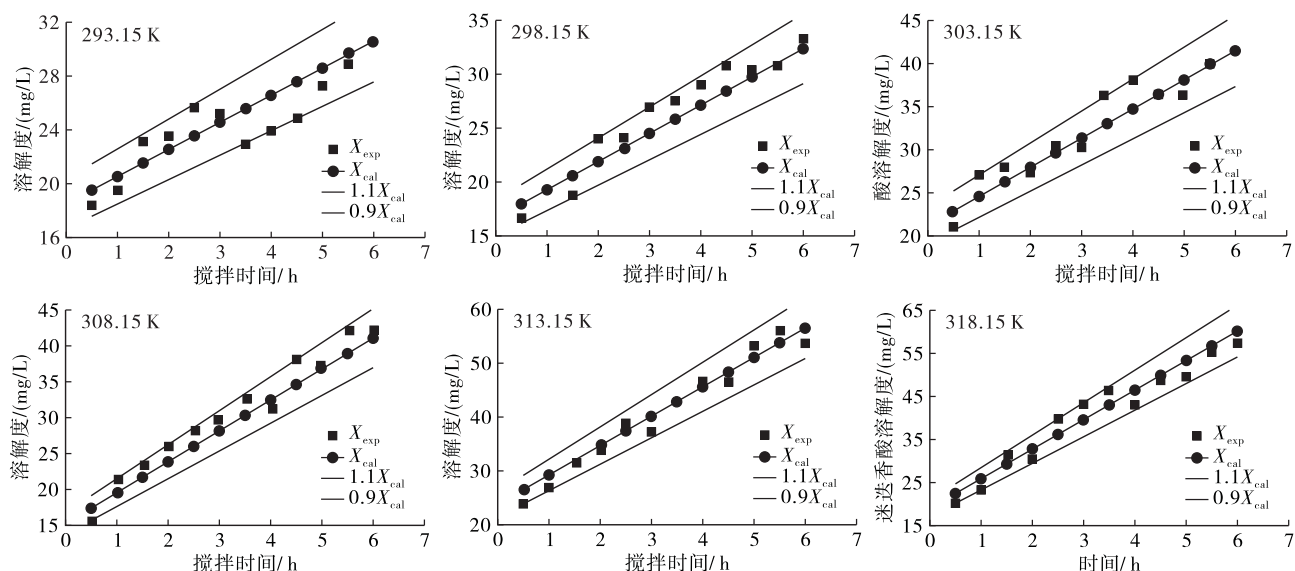 293.15 K
溶解度/(mg/L)
32
28
24
20
16
X_exp
X_cal
1.1X_cal
0.9X_cal
0 1 2 3 4 5 6 7
搅拌时间/ h
298.15 K
溶解度/(mg/L)
35
30
25
20
15
X_exp
X_cal
1.1X_cal
0.9X_cal
0 1 2 3 4 5 6 7
搅拌时间/ h
303.15 K
酸溶解度/(mg/L)
45
40
35
30
25
20
X_exp
X_cal
1.1X_cal
0.9X_cal
0 1 2 3 4 5 6 7
搅拌时间/ h
308.15 K
溶解度/(mg/L)
45
40
35
30
25
20
15
X_exp
X_cal
1.1X_cal
0.9X_cal
0 1 2 3 4 5 6 7
搅拌时间/ h
313.15 K
溶解度/(mg/L)
60
50
40
30
20
X_exp
X_cal
1.1X_cal
0.9X_cal
0 1 2 3 4 5 6 7
搅拌时间/ h
318.15 K
迷迭香酸溶解度/(mg/L)
65
55
45
35
25
15
X_exp
X_cal
1.1X_cal
0.9X_cal
0 1 2 3 4 5 6 7
时间/ h